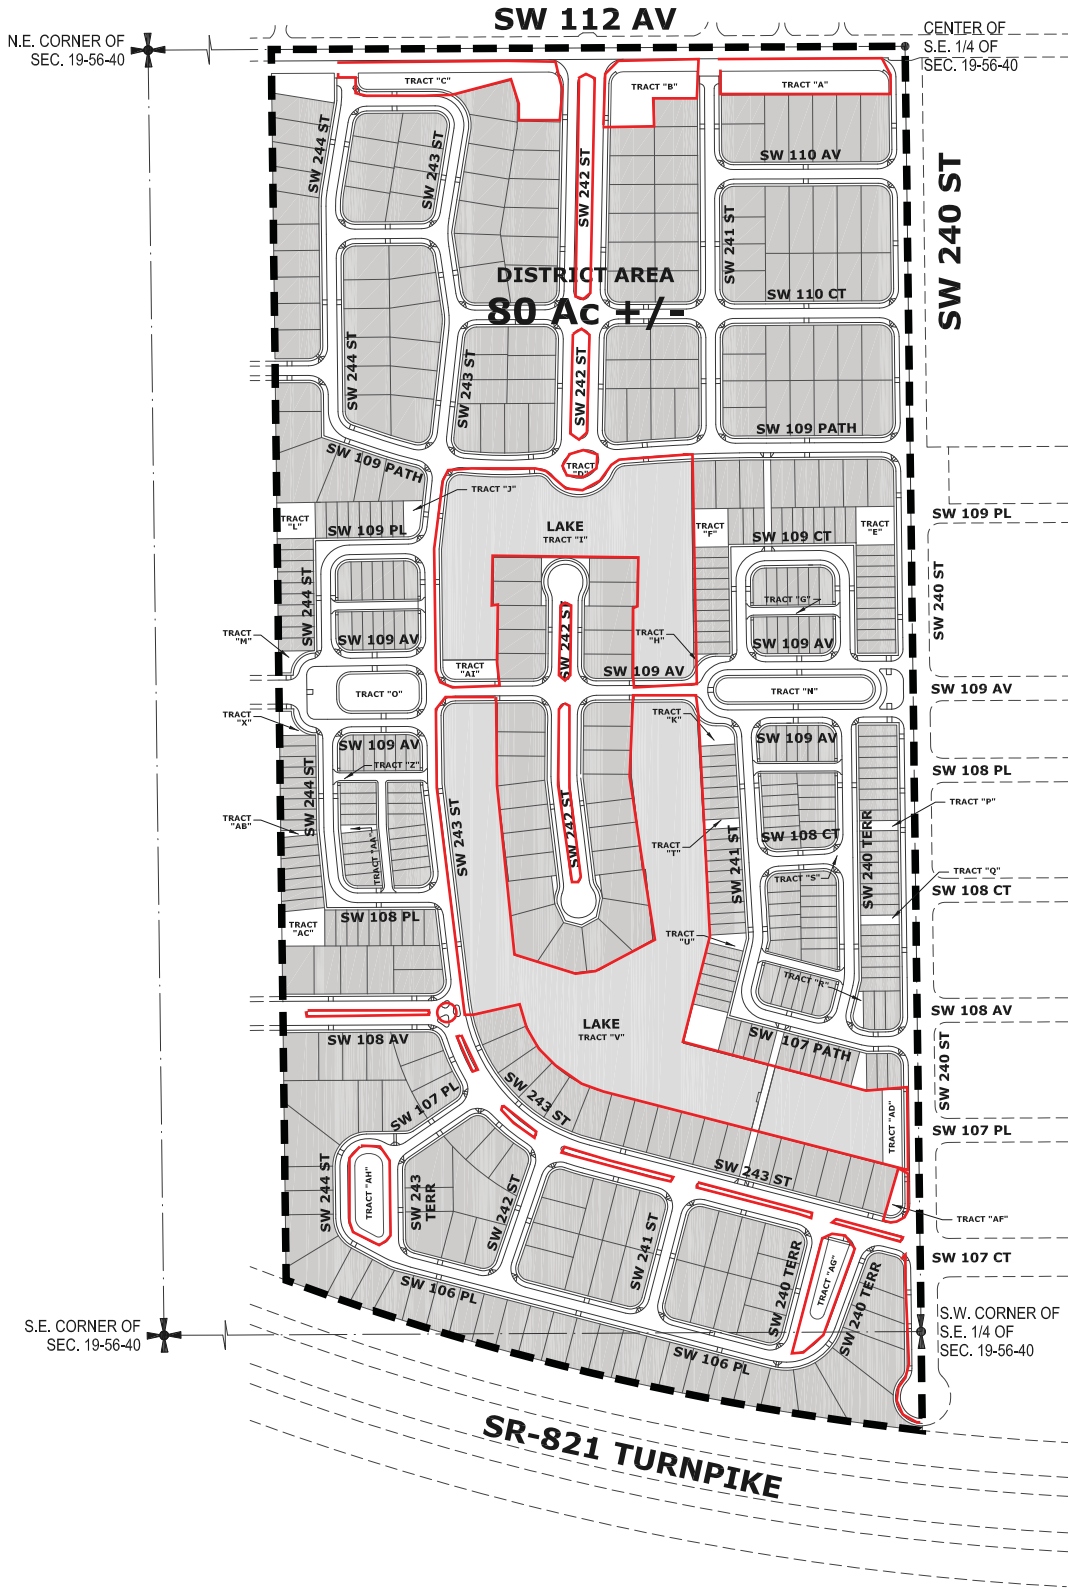 SW 112 AV
N.E. CORNER OF
SEC. 19-56-40
CENTER OF
S.E. 1/4 OF
SEC. 19-56-40
TRACT "C"
TRACT "B"
TRACT "A"
SW 244 ST
SW 243 ST
SW 242 ST
SW 110 AV
SW 241 ST
SW 240 ST
DISTRICT AREA
80 Ac +/-
SW 110 CT
SW 244 ST
SW 243 ST
SW 242 ST
SW 109 PATH
SW 109 PATH
TRACT
"D"
TRACT "J"
TRACT
"L"
SW 109 PL
LAKE
TRACT "I"
TRACT
"F"
SW 109 CT
TRACT
"E"
SW 109 PL
SW 244 ST
SW 109 AV
TRACT
"M"
SW 242 ST
TRACT
"H"
TRACT "G"
SW 109 AV
SW 240 ST
TRACT
"AI"
SW 109 AV
TRACT "O"
TRACT "N"
SW 109 AV
TRACT
"X"
SW 109 AV
TRACT "Z"
TRACT
"K"
SW 109 AV
SW 108 PL
SW 244 ST
TRACT
"AB"
TRACT "AA"
SW 243 ST
SW 242 ST
TRACT
"T"
SW 241 ST
SW 108 CT
TRACT "S"
SW 240 TERR
TRACT "P"
TRACT "Q"
SW 108 CT
SW 108 PL
TRACT
"AC"
TRACT
"U"
TRACT "R"
SW 108 AV
SW 108 AV
LAKE
TRACT "V"
SW 107 PATH
SW 240 ST
SW 107 PL
SW 243 ST
TRACT "AD"
SW 107 PL
SW 244 ST
TRACT "AH"
SW 243
TERR
SW 242 ST
SW 243 ST
SW 241 ST
TRACT "AF"
SW 107 CT
SW 106 PL
SW 240 TERR
TRACT "AG"
SW 240 TERR
S.E. CORNER OF
SEC. 19-56-40
SW 106 PL
S.W. CORNER OF
S.E. 1/4 OF
SEC. 19-56-40
SR-821 TURNPIKE